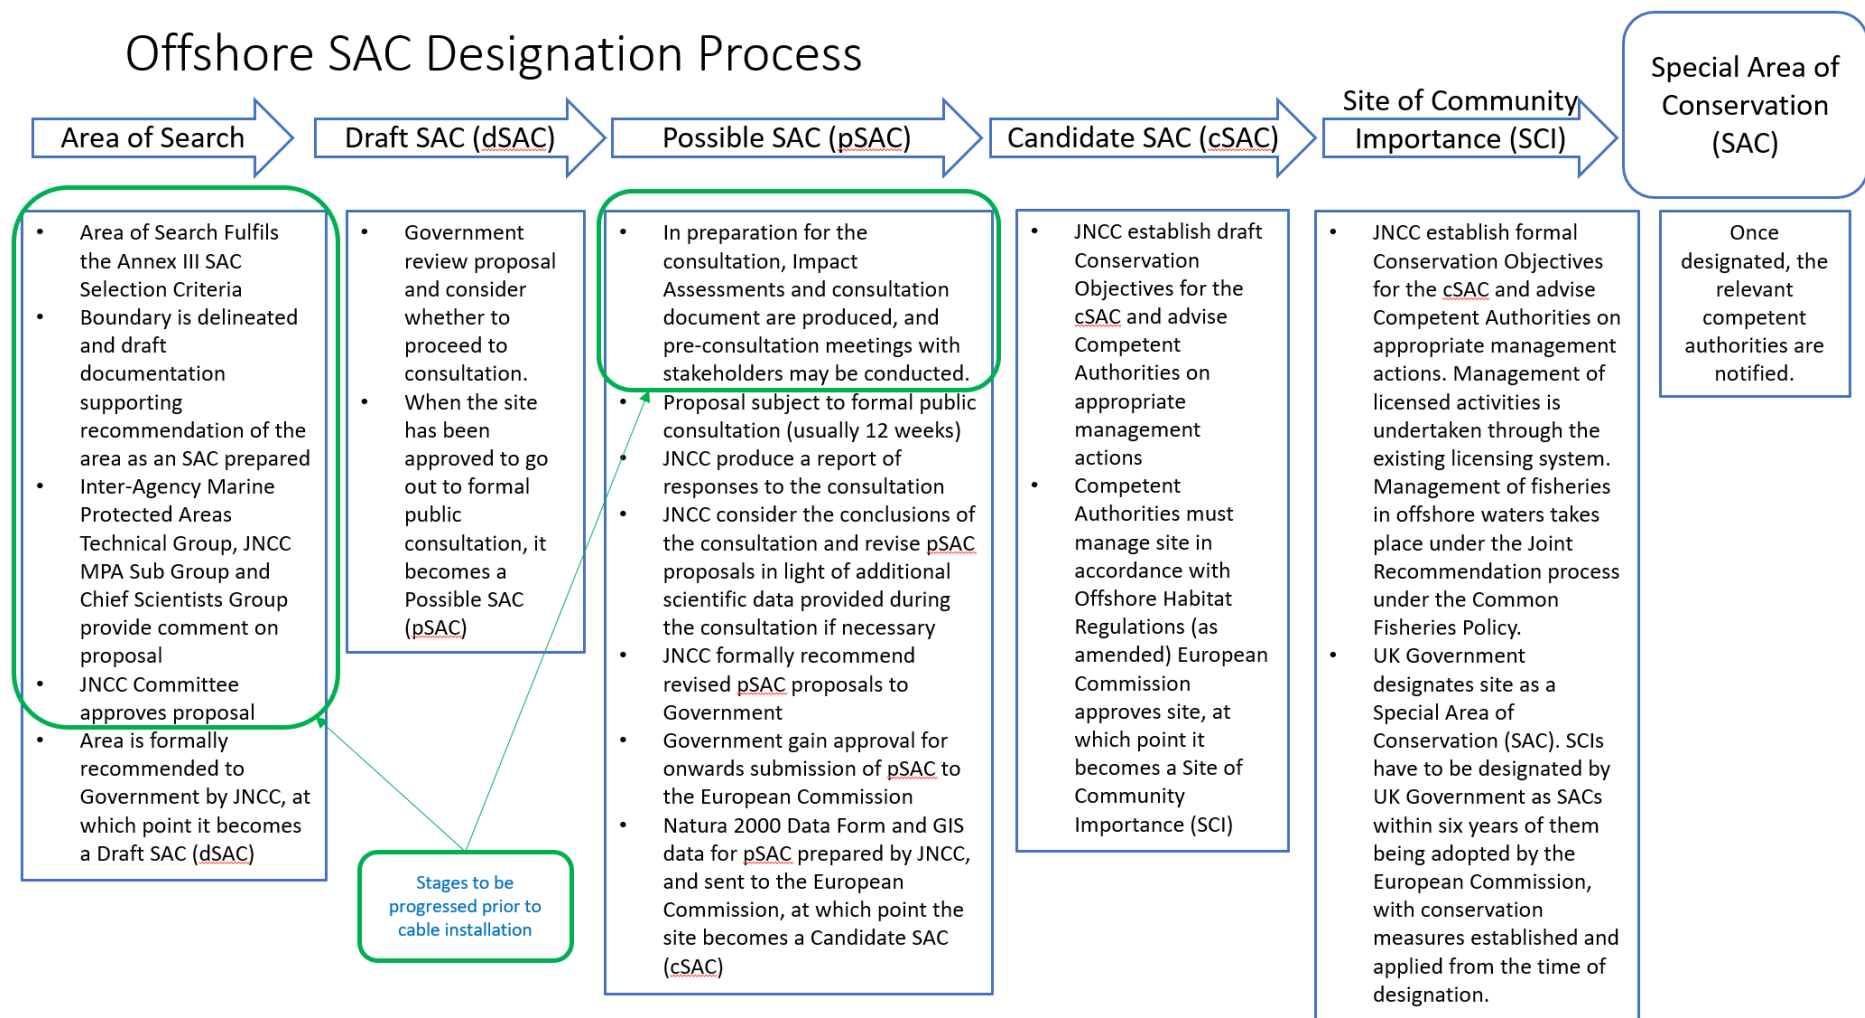 Offshore SAC Designation Process
Area of Search
Draft SAC (dSAC)
Possible SAC (pSAC)
Candidate SAC (cSAC)
Site of Community
Importance (SCI)
Special Area of
Conservation
(SAC)
• Area of Search Fulfils
the Annex III SAC
Selection Criteria
• Boundary is delineated
and draft
documentation
supporting
recommendation of the
area as an SAC prepared
• Inter-Agency Marine
Protected Areas
Technical Group, JNCC
MPA Sub Group and
Chief Scientists Group
provide comment on
proposal
• JNCC Committee
approves proposal
• Area is formally
recommended to
Government by JNCC, at
which point it becomes
a Draft SAC (dSAC)
• Government
review proposal
and consider
whether to
proceed to
consultation.
• When the site
has been
approved to go
out to formal
public
consultation, it
becomes a
Possible SAC
(pSAC)
• In preparation for the
consultation, Impact
Assessments and consultation
document are produced, and
pre-consultation meetings with
stakeholders may be conducted.
• Proposal subject to formal public
consultation (usually 12 weeks)
• JNCC produce a report of
responses to the consultation
• JNCC consider the conclusions of
the consultation and revise pSAC
proposals in light of additional
scientific data provided during
the consultation if necessary
• JNCC formally recommend
revised pSAC proposals to
Government
• Government gain approval for
onwards submission of pSAC to
the European Commission
• Natura 2000 Data Form and GIS
data for pSAC prepared by JNCC,
and sent to the European
Commission, at which point the
site becomes a Candidate SAC
(cSAC)
• JNCC establish draft
Conservation
Objectives for the
cSAC and advise
Competent
Authorities on
appropriate
management
actions
• Competent
Authorities must
manage site in
accordance with
Offshore Habitat
Regulations (as
amended) European
Commission
approves site, at
which point it
becomes a Site of
Community
Importance (SCI)
• JNCC establish formal
Conservation Objectives
for the cSAC and advise
Competent Authorities on
appropriate management
actions. Management of
licensed activities is
undertaken through the
existing licensing system.
Management of fisheries
in offshore waters takes
place under the Joint
Recommendation process
under the Common
Fisheries Policy.
• UK Government
designates site as a
Special Area of
Conservation (SAC). SCIs
have to be designated by
UK Government as SACs
within six years of them
being adopted by the
European Commission,
with conservation
measures established and
applied from the time of
designation.
Once
designated, the
relevant
competent
authorities are
notified.
Stages to be
progressed prior to
cable installation